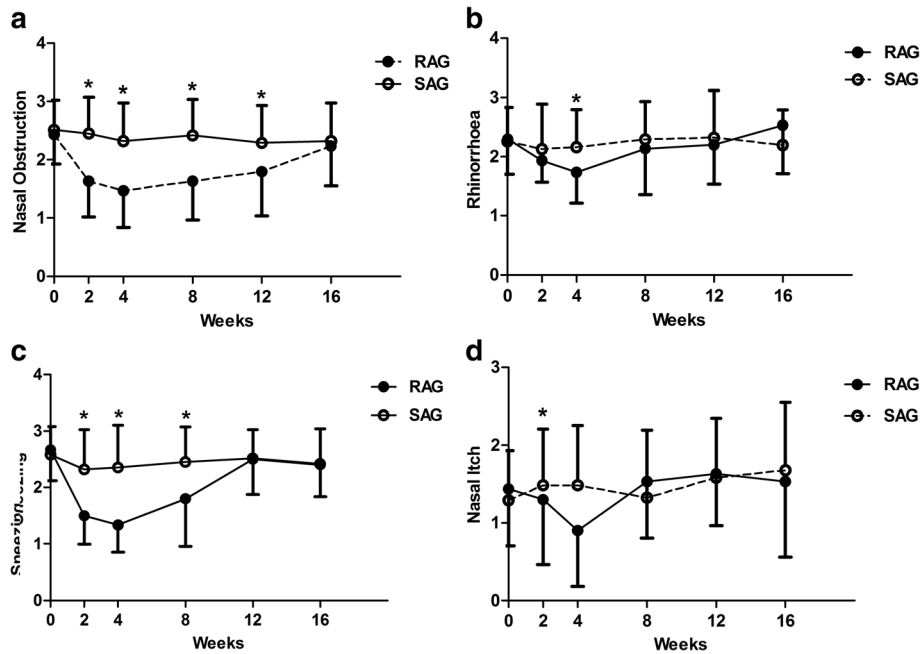 a
4
3
2
1
0
Nasal Obstruction
* * * *
RAG
SAG
0 2 4 8 12 16
Weeks
b
4
3
2
1
0
Rhinorrhoea
*
RAG
SAG
0 2 4 8 12 16
Weeks
c
4
3
2
1
0
* * *
RAG
SAG
0 2 4 8 12 16
Weeks
d
3
2
1
0
Nasal Itch
*
RAG
SAG
0 2 4 8 12 16
Weeks